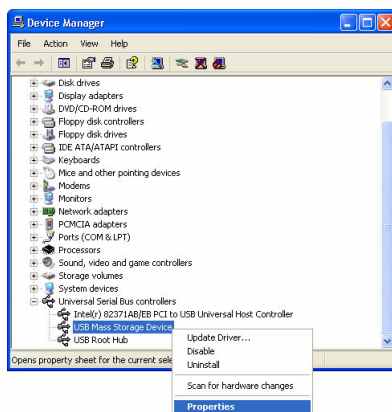 Device Manager
File Action View Help
Disk drives
Display adapters
DVD/CD-ROM drives
Floppy disk controllers
Floppy disk drives
IDE ATA/ATAPI controllers
Keyboards
Mice and other pointing devices
Modems
Monitors
Network adapters
PCMCIA adapters
Ports (COM & LPT)
Processors
Sound, video and game controllers
Storage volumes
System devices
Universal Serial Bus controllers
Intel(r) 82371AB/EB PCI to USB Universal Host Controller
USB Mass Storage Device
USB Root Hub
Update Driver...
Disable
Uninstall
Scan for hardware changes
Properties
Opens property sheet for the current sele